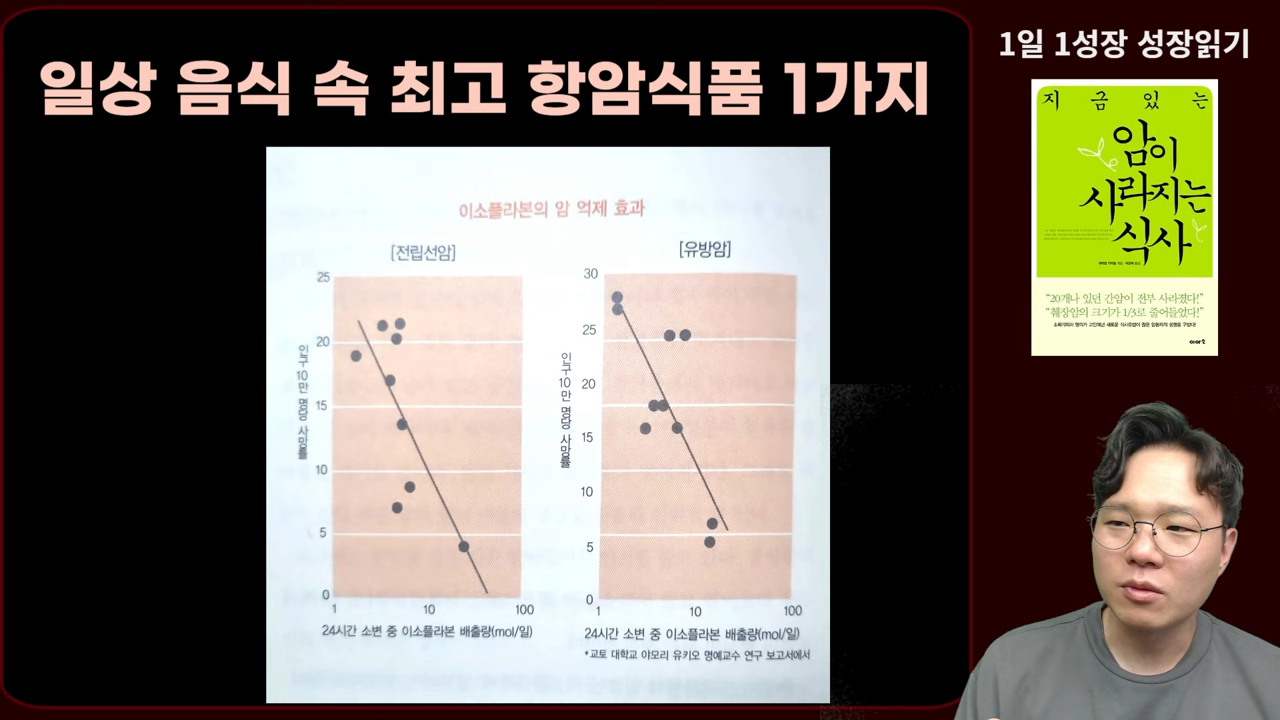 일상 음식 속 최고 항암식품 1가지
1일 1성장 성장읽기
지금 있는
암이
사라지는
식사
“20개나 있던 간암이 전부 사라졌다!”
“췌장암의 크기가 1/3로 줄어들었다!”
이소플라본의 암 억제 효과
[전립선암]
25
20
15
10
5
0
인구 10만 명당 사망률
1 10 100
24시간 소변 중 이소플라본 배출량(mol/일)
[유방암]
30
25
20
15
10
5
0
인구 10만 명당 사망률
1 10 100
24시간 소변 중 이소플라본 배출량(mol/일)
*교토 대학교 야모리 유키오 명예교수 연구 보고서에서